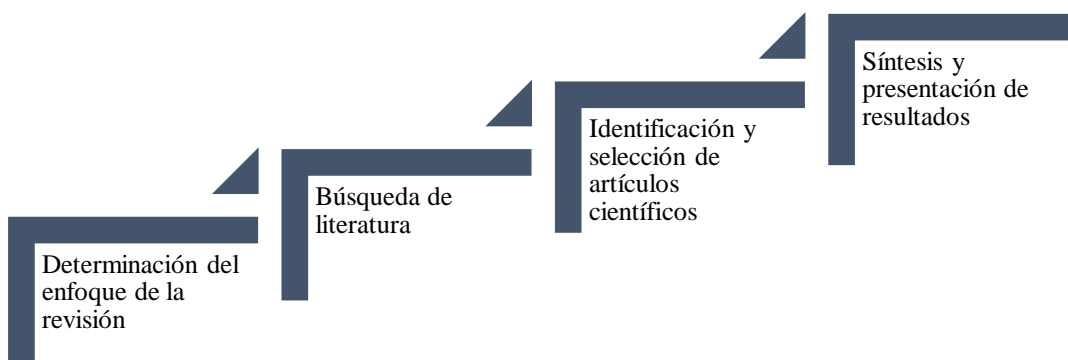 Determinación del
enfoque de la
revisión
Búsqueda de
literatura
Identificación y
selección de
artículos
científicos
Síntesis y
presentación de
resultados